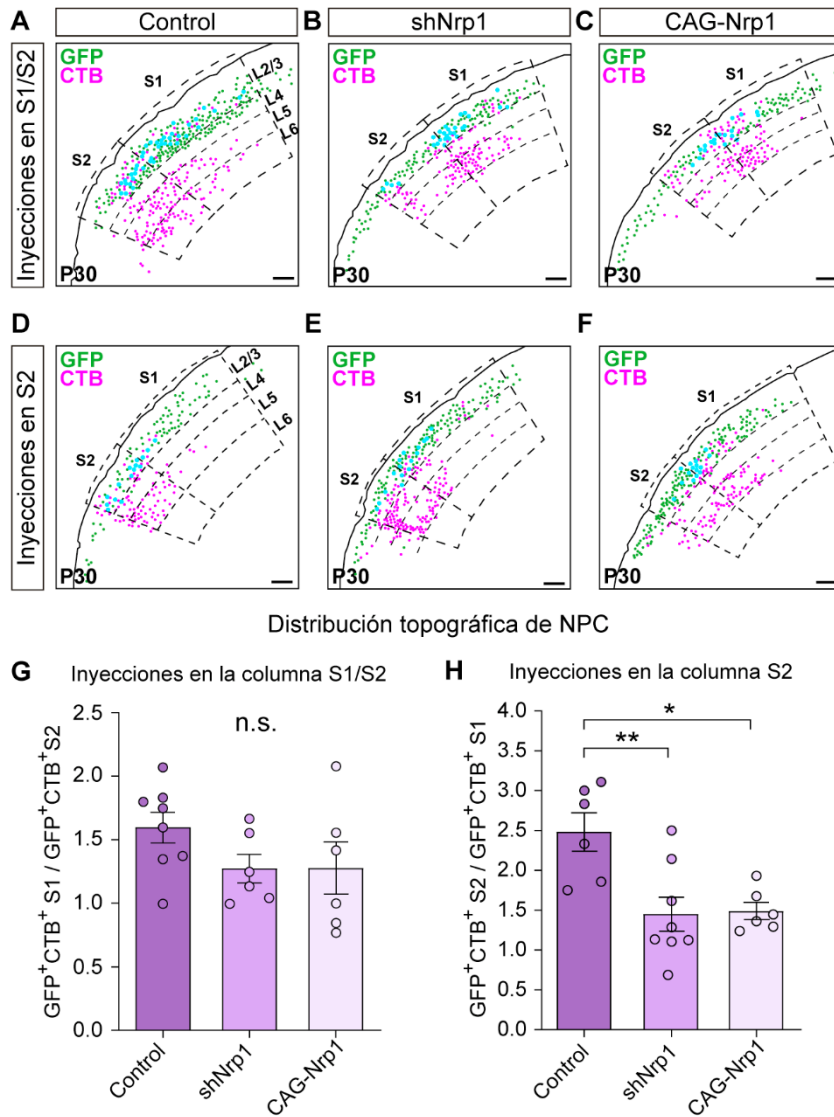 A Control
B shNrp1
C CAG-Nrp1
Inyecciones en S1/S2
GFP
CTB
S1
S2
L2/3
L4
L5
L6
P30
GFP
CTB
S1
S2
P30
GFP
CTB
S1
S2
P30
D
E
F
Inyecciones en S2
GFP
CTB
S1
S2
L2/3
L4
L5
L6
P30
GFP
CTB
S1
S2
P30
GFP
CTB
S1
S2
P30
Distribución topográfica de NPC
G Inyecciones en la columna S1/S2
GFP⁺CTB⁺ S1 / GFP⁺CTB⁺S2
2.5
2.0
1.5
1.0
0.5
0.0
n.s.
Control
shNrp1
CAG-Nrp1
H Inyecciones en la columna S2
GFP⁺CTB⁺ S2 / GFP⁺CTB⁺ S1
4.0
3.5
3.0
2.5
2.0
1.5
1.0
0.5
0.0
*
**
Control
shNrp1
CAG-Nrp1